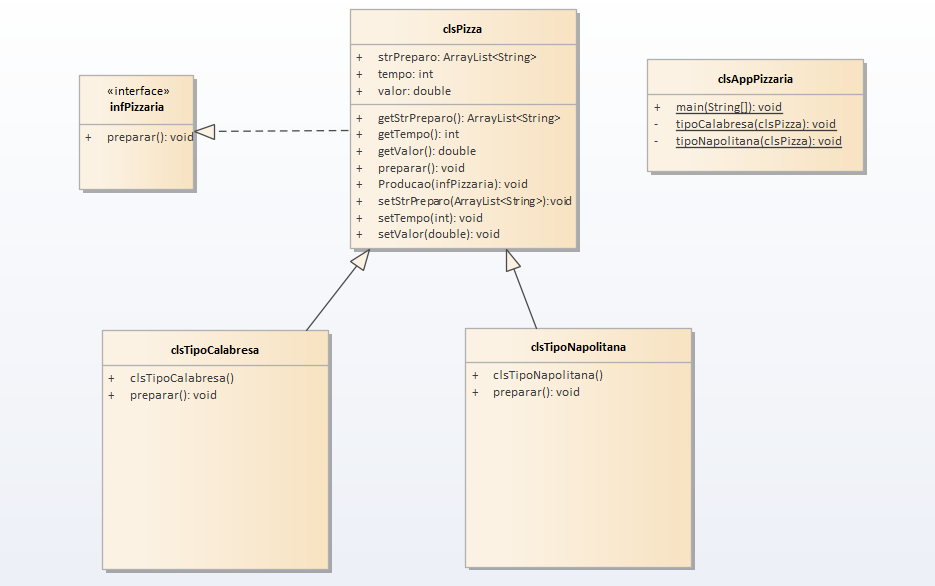 clsPizza
+ strPreparo: ArrayList<String>
+ tempo: int
+ valor: double
+ getStrPreparo(): ArrayList<String>
+ getTempo(): int
+ getValor(): double
+ preparar(): void
+ Producao(infPizzaria): void
+ setStrPreparo(ArrayList<String>): void
+ setTempo(int): void
+ setValor(double): void
«interface»
infPizzaria
+ preparar(): void
clsAppPizzaria
+ main(String[]): void
- tipoCalabresa(clsPizza): void
- tipoNapolitana(clsPizza): void
clsTipoCalabresa
+ clsTipoCalabresa()
+ preparar(): void
clsTipoNapolitana
+ clsTipoNapolitana()
+ preparar(): void